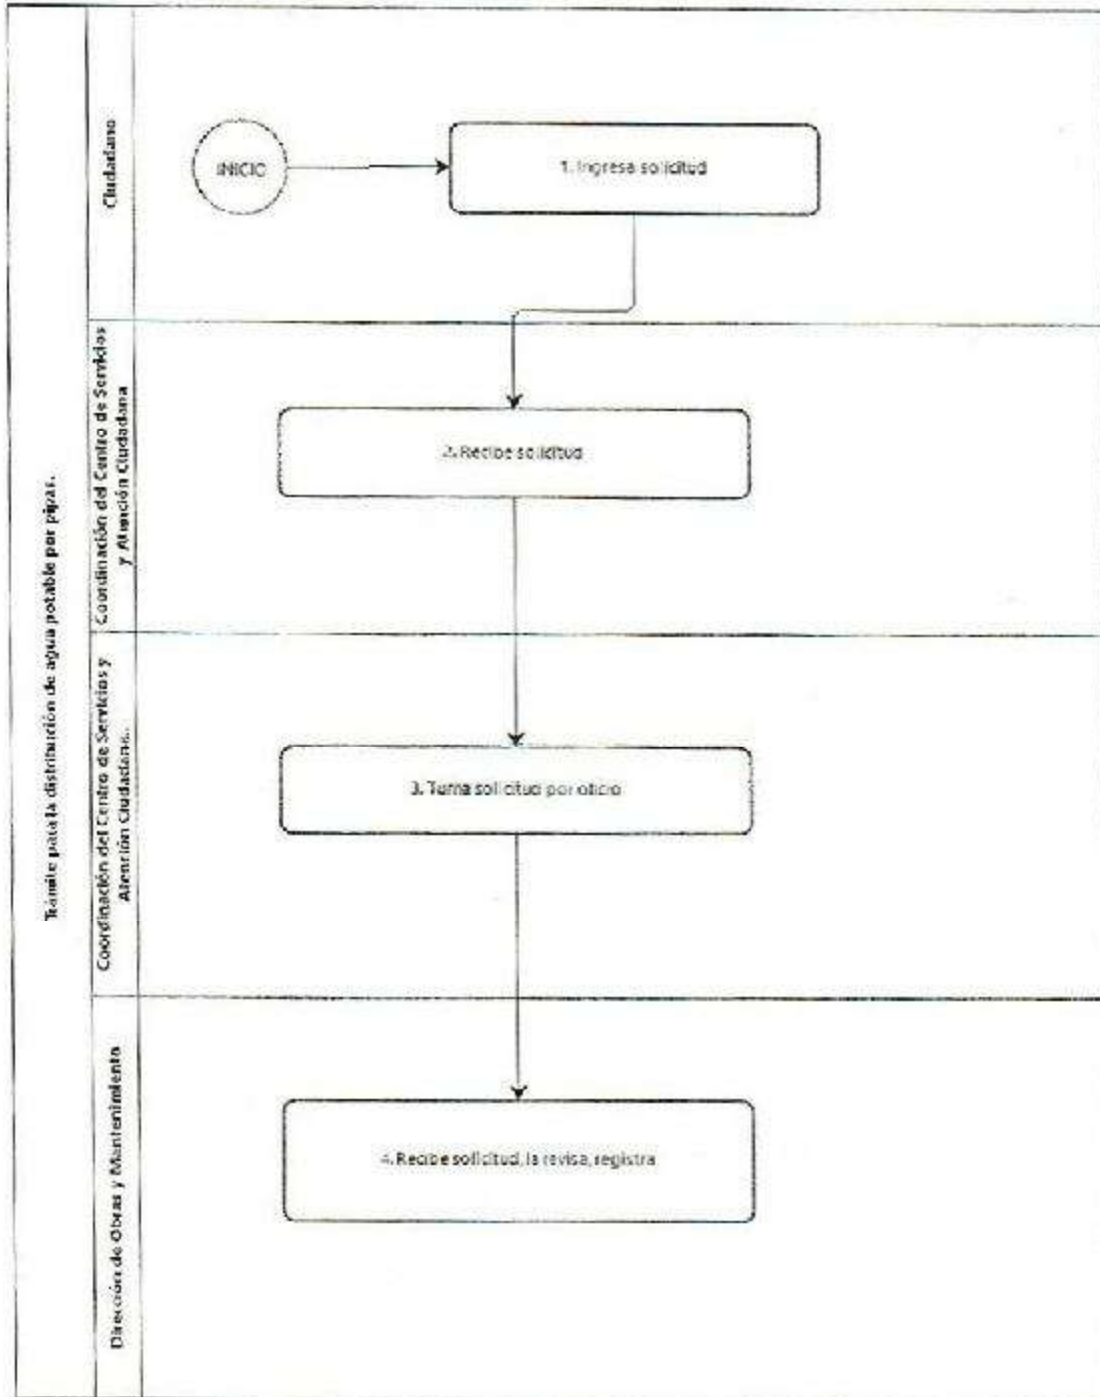 Trámite para la distribución de agua potable por pipas.
Ciudadano
INICIO
1. Ingresa solicitud
Coordinación del Centro de Servicios
y Atención Ciudadana
2. Recibe solicitud
Coordinación del Centro de Servicios y
Atención Ciudadana..
3. Turna solicitud por oficio
Dirección de Obras y Mantenimiento
4. Recibe solicitud, la revisa, registra